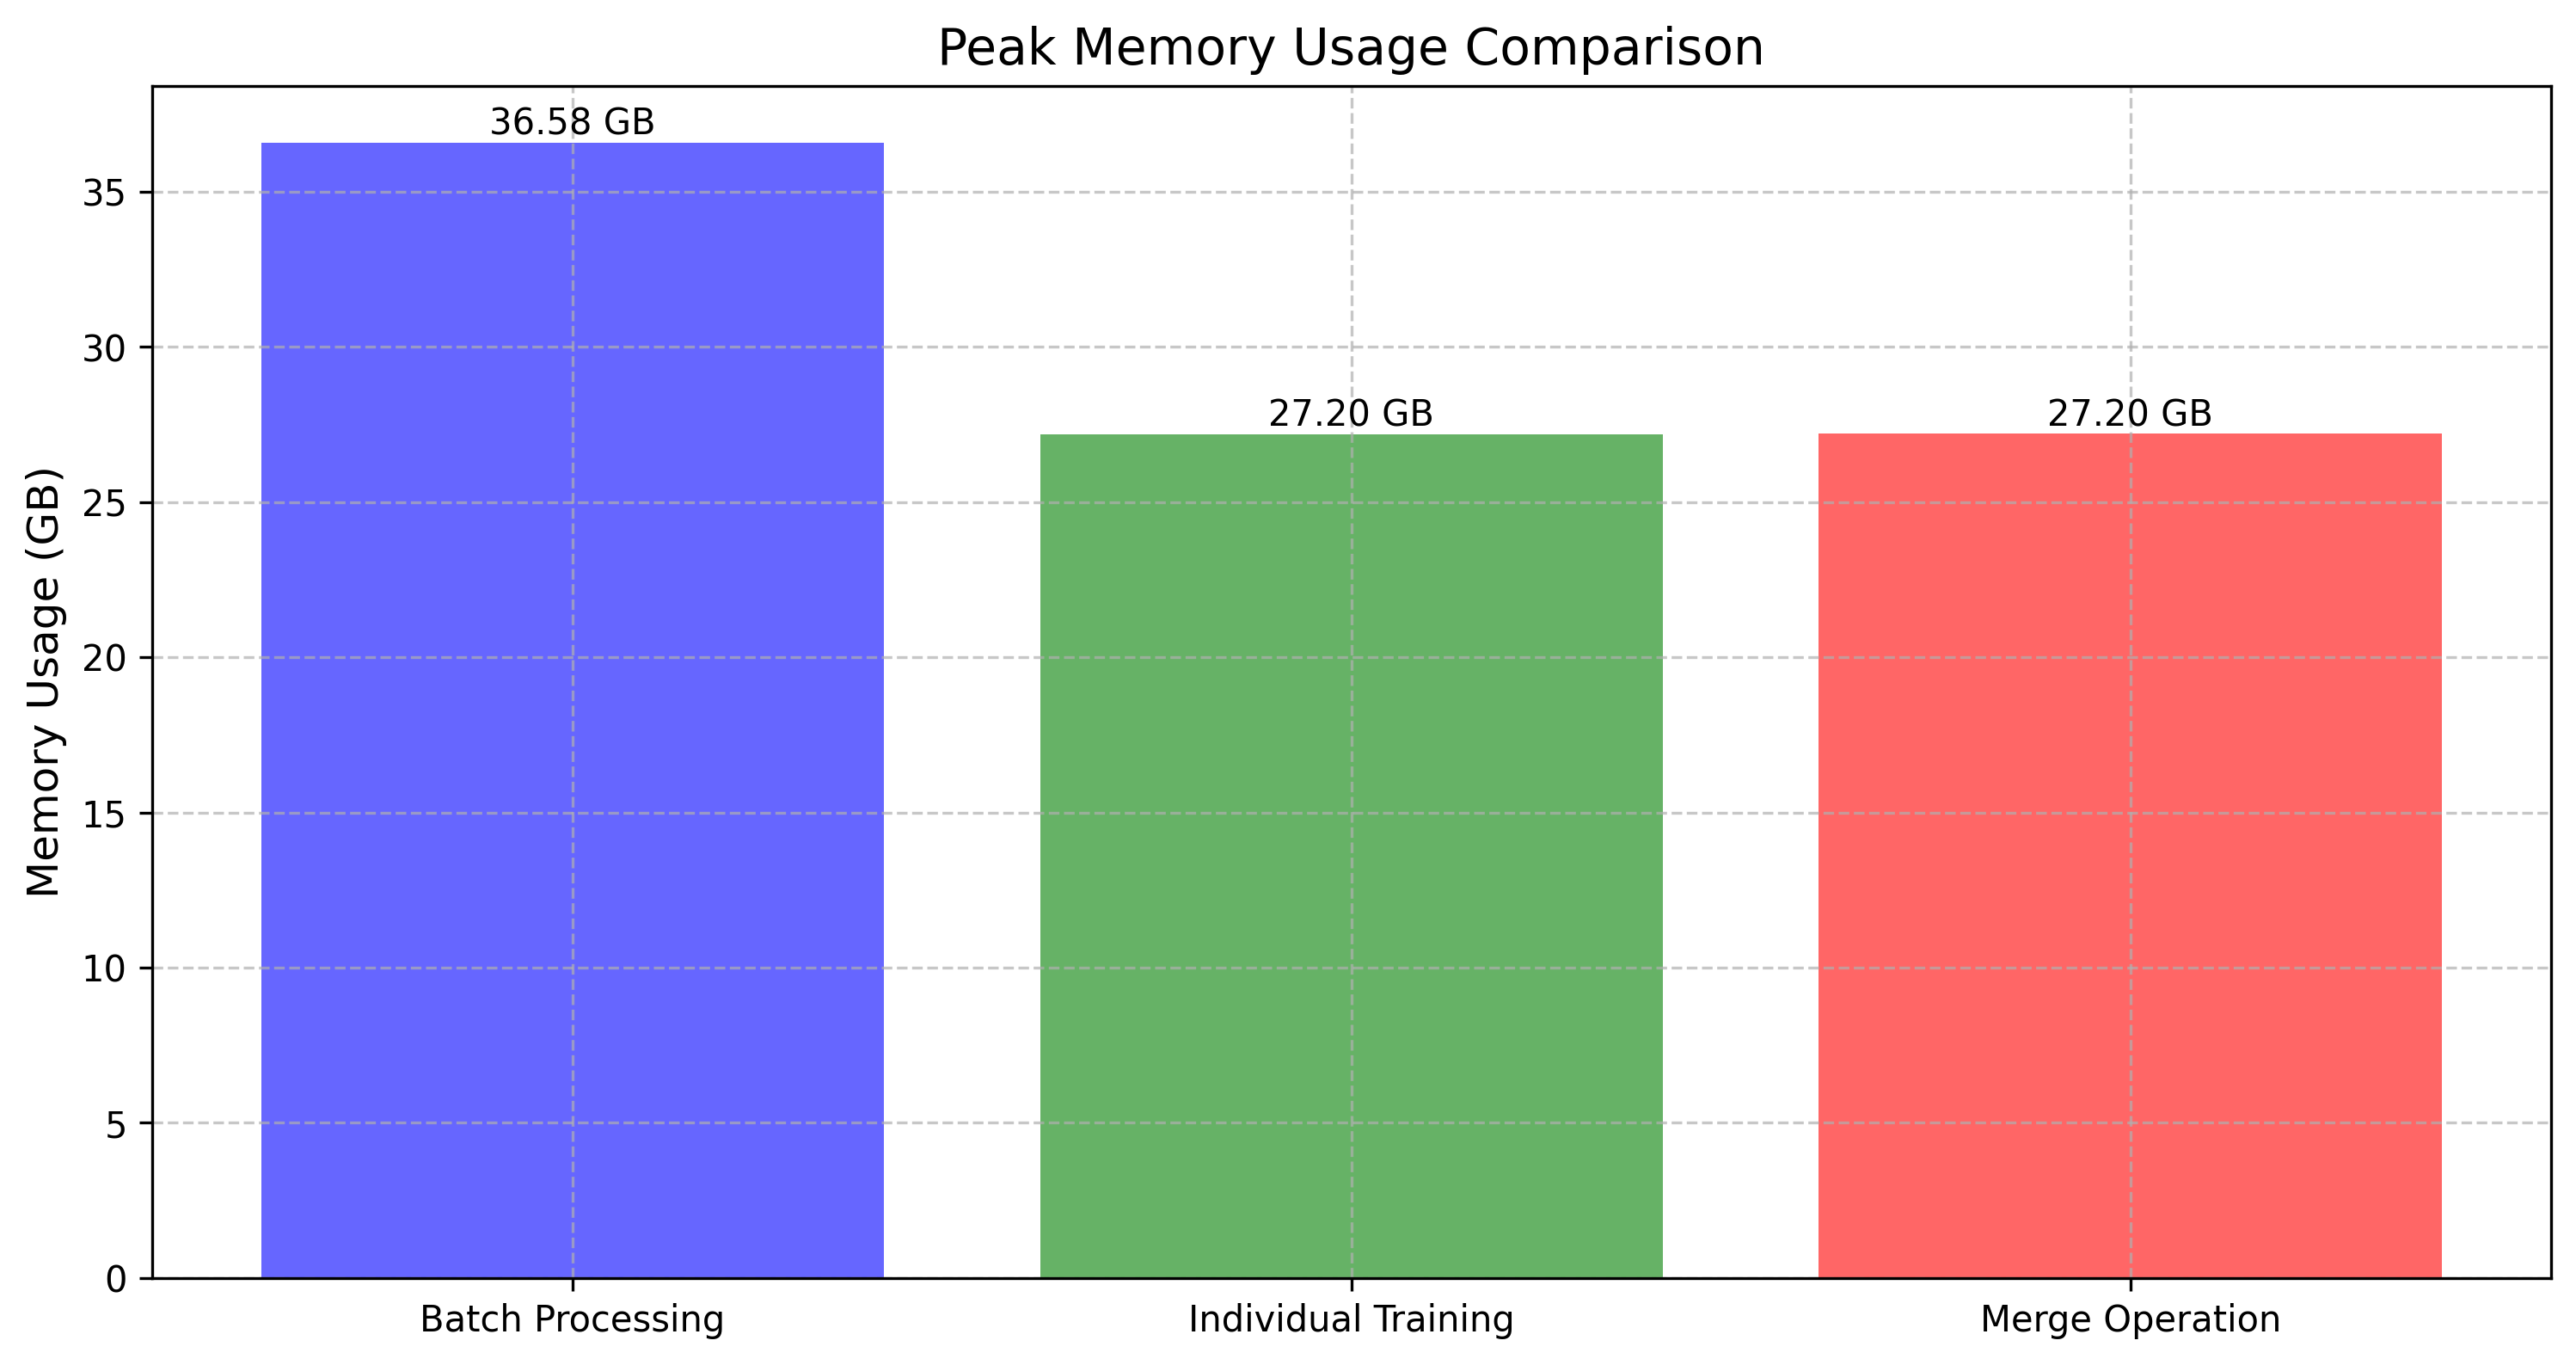 Peak Memory Usage Comparison
Memory Usage (GB)
35
30
25
20
15
10
5
0
36.58 GB
27.20 GB
27.20 GB
Batch Processing
Individual Training
Merge Operation